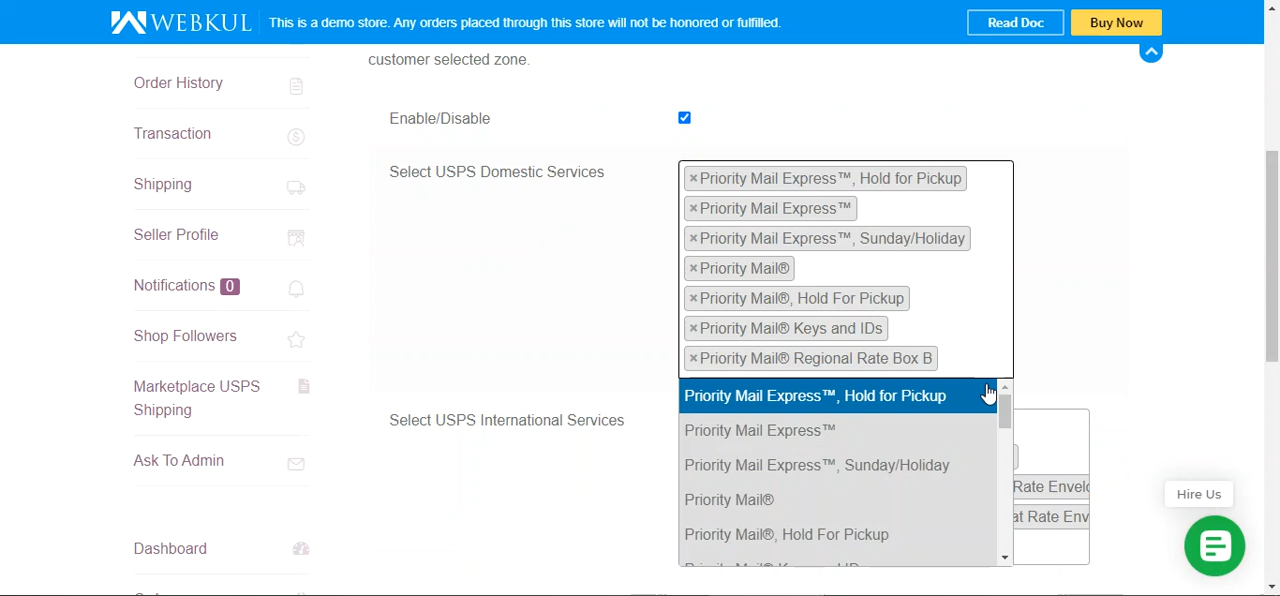 WEBKUL
This is a demo store. Any orders placed through this store will not be honored or fulfilled.
Read Doc
Buy Now
customer selected zone.
Order History
Transaction
Shipping
Seller Profile
Notifications 0
Shop Followers
Marketplace USPS
Shipping
Ask To Admin
Dashboard
Enable/Disable
Select USPS Domestic Services
×Priority Mail Express™, Hold for Pickup
×Priority Mail Express™
×Priority Mail Express™, Sunday/Holiday
×Priority Mail®
×Priority Mail®, Hold For Pickup
×Priority Mail® Keys and IDs
×Priority Mail® Regional Rate Box B
Priority Mail Express™, Hold for Pickup
Priority Mail Express™
Priority Mail Express™, Sunday/Holiday
Priority Mail®
Priority Mail®, Hold For Pickup
Select USPS International Services
Rate Envelo
at Rate Env
Hire Us